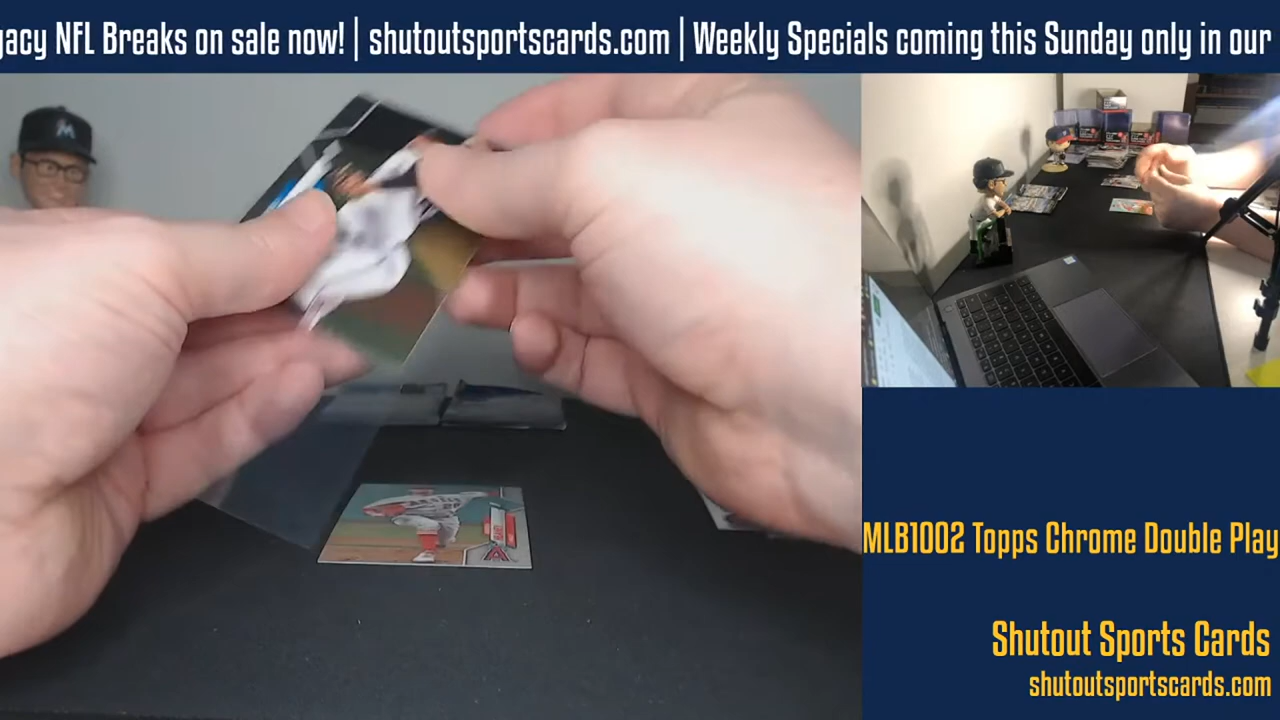 gacy NFL Breaks on sale now! | shutoutsportscards.com | Weekly Specials coming this Sunday only in our
MLB1002 Topps Chrome Double Play
Shutout Sports Cards
shutoutsportscards.com